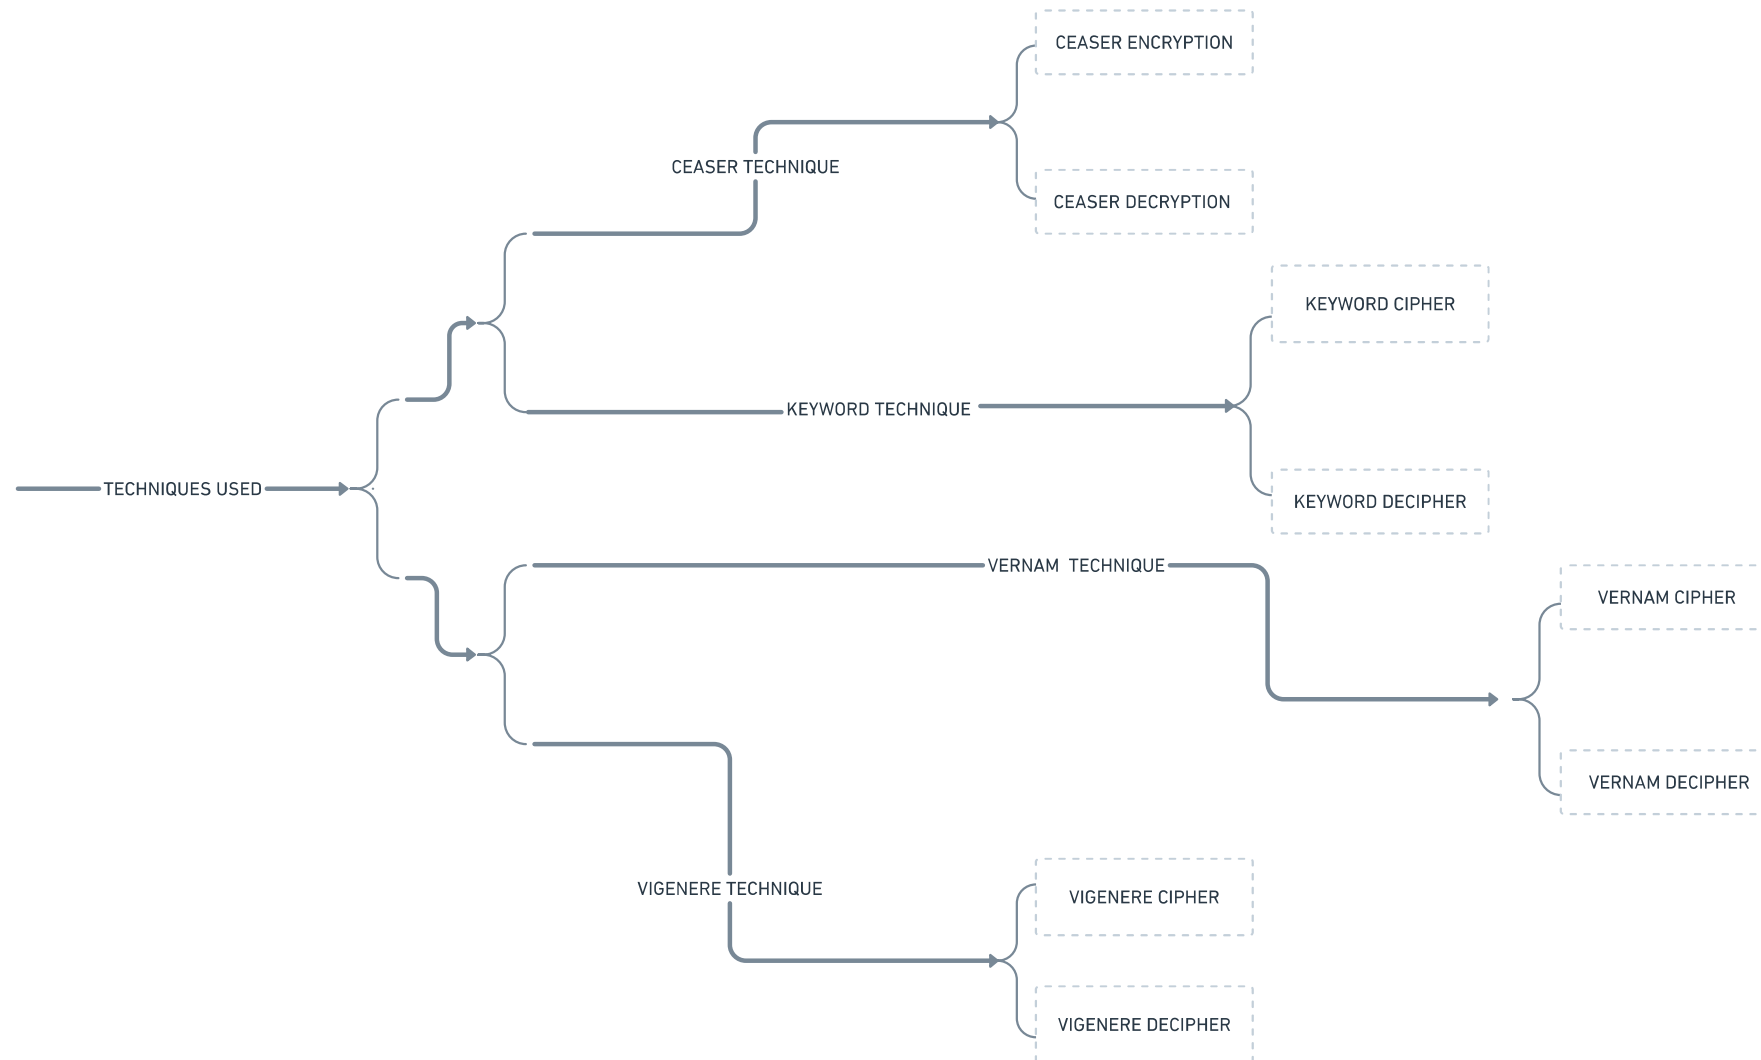 CEASER ENCRYPTION
CEASER TECHNIQUE
CEASER DECRYPTION
KEYWORD CIPHER
KEYWORD TECHNIQUE
TECHNIQUES USED
KEYWORD DECIPHER
VERNAM TECHNIQUE
VERNAM CIPHER
VERNAM DECIPHER
VIGENERE TECHNIQUE
VIGENERE CIPHER
VIGENERE DECIPHER